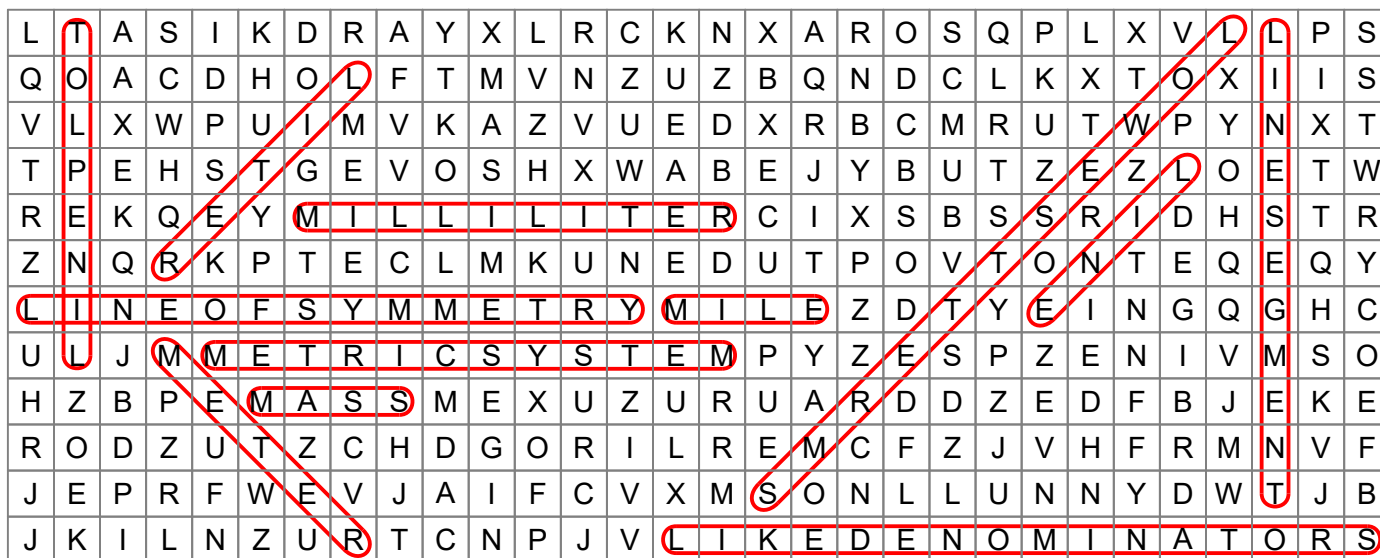 L T A S I K D R A Y X L R C K N X A R O S Q P L X V L L P S
Q O A C D H O L F T M V N Z U Z B Q N D C L K X T O X I I S
V L X W P U I M V K A Z V U E D X R B C M R U T W P Y N X T
T P E H S T G E V O S H X W A B E J Y B U T Z E Z L O E T W
R E K Q E Y M I L L I L I T E R C I X S B S S R I D H S T R
Z N Q R K P T E C L M K U N E D U T P O V T O N T E Q E Q Y
L I N E O F S Y M M E T R Y M I L E Z D T Y E I N G Q G H C
U L J M M E T R I C S Y S T E M P Y Z E S P Z E N I V M S O
H Z B P E M A S S M E X U Z U R U A R D D Z E D F B J E K E
R O D Z U T Z C H D G O R I L R E M C F Z J V H F R M N V F
J E P R F W E V J A I F C V X M S O N L L U N N Y D W T J B
J K I L N Z U R T C N P J V L I K E D E N O M I N A T O R S